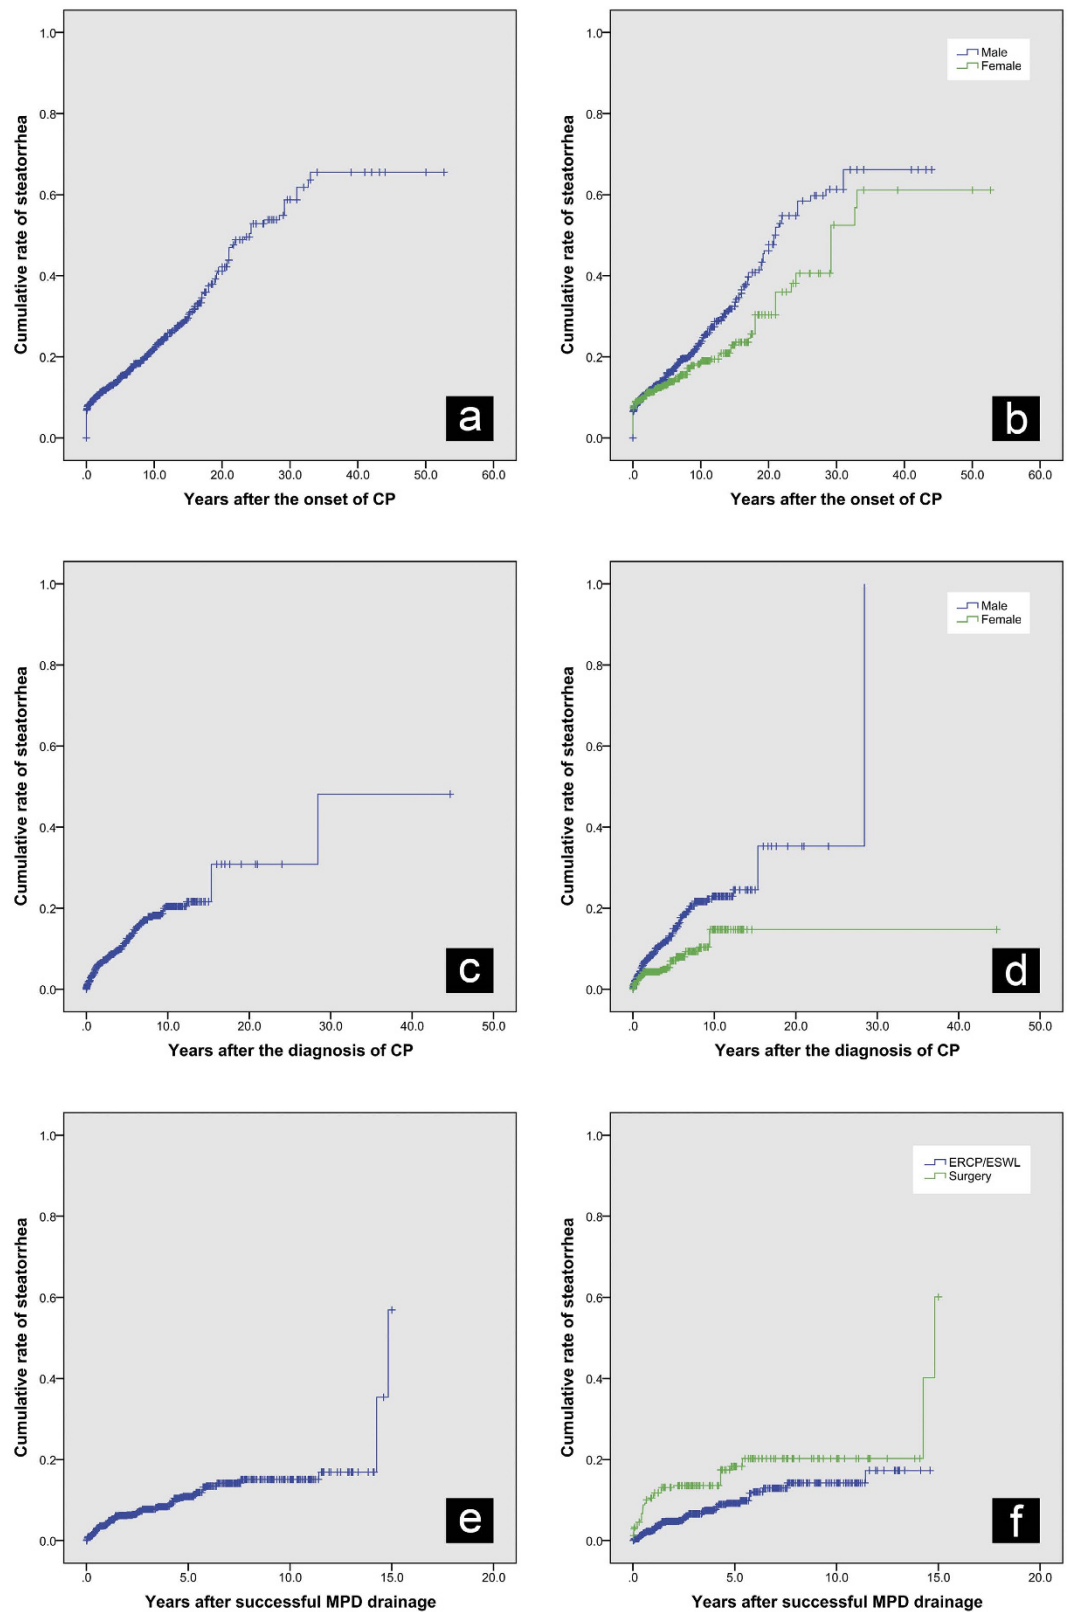 Cumulative rate of steatorrhea
1.0
0.8
0.6
0.4
0.2
0.0
a
.0 10.0 20.0 30.0 40.0 50.0 60.0
Years after the onset of CP
Cumulative rate of steatorrhea
1.0
0.8
0.6
0.4
0.2
0.0
Male
Female
b
.0 10.0 20.0 30.0 40.0 50.0 60.0
Years after the onset of CP
Cumulative rate of steatorrhea
1.0
0.8
0.6
0.4
0.2
0.0
c
.0 10.0 20.0 30.0 40.0 50.0
Years after the diagnosis of CP
Cumulative rate of steatorrhea
1.0
0.8
0.6
0.4
0.2
0.0
Male
Female
d
.0 10.0 20.0 30.0 40.0 50.0
Years after the diagnosis of CP
Cumulative rate of steatorrhea
1.0
0.8
0.6
0.4
0.2
0.0
e
.0 5.0 10.0 15.0 20.0
Years after successful MPD drainage
Cumulative rate of steatorrhea
1.0
0.8
0.6
0.4
0.2
0.0
ERCP/ESWL
Surgery
f
.0 5.0 10.0 15.0 20.0
Years after successful MPD drainage